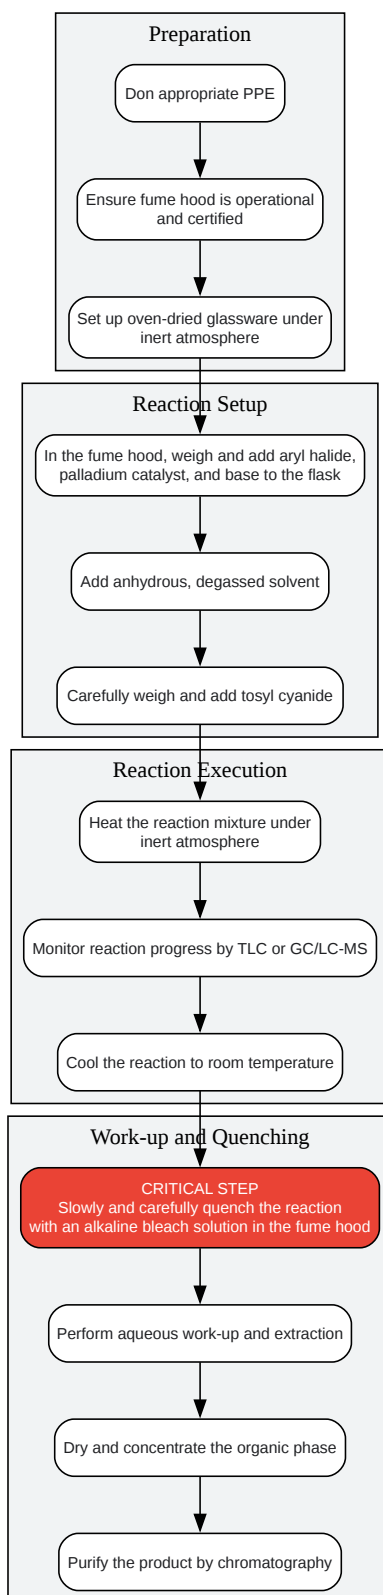 Preparation
Don appropriate PPE
Ensure fume hood is operational
and certified
Set up oven-dried glassware under
inert atmosphere
Reaction Setup
In the fume hood, weigh and add aryl halide,
palladium catalyst, and base to the flask
Add anhydrous, degassed solvent
Carefully weigh and add tosyl cyanide
Reaction Execution
Heat the reaction mixture under
inert atmosphere
Monitor reaction progress by TLC or GC/LC-MS
Cool the reaction to room temperature
Work-up and Quenching
CRITICAL STEP
Slowly and carefully quench the reaction
with an alkaline bleach solution in the fume hood
Perform aqueous work-up and extraction
Dry and concentrate the organic phase
Purify the product by chromatography